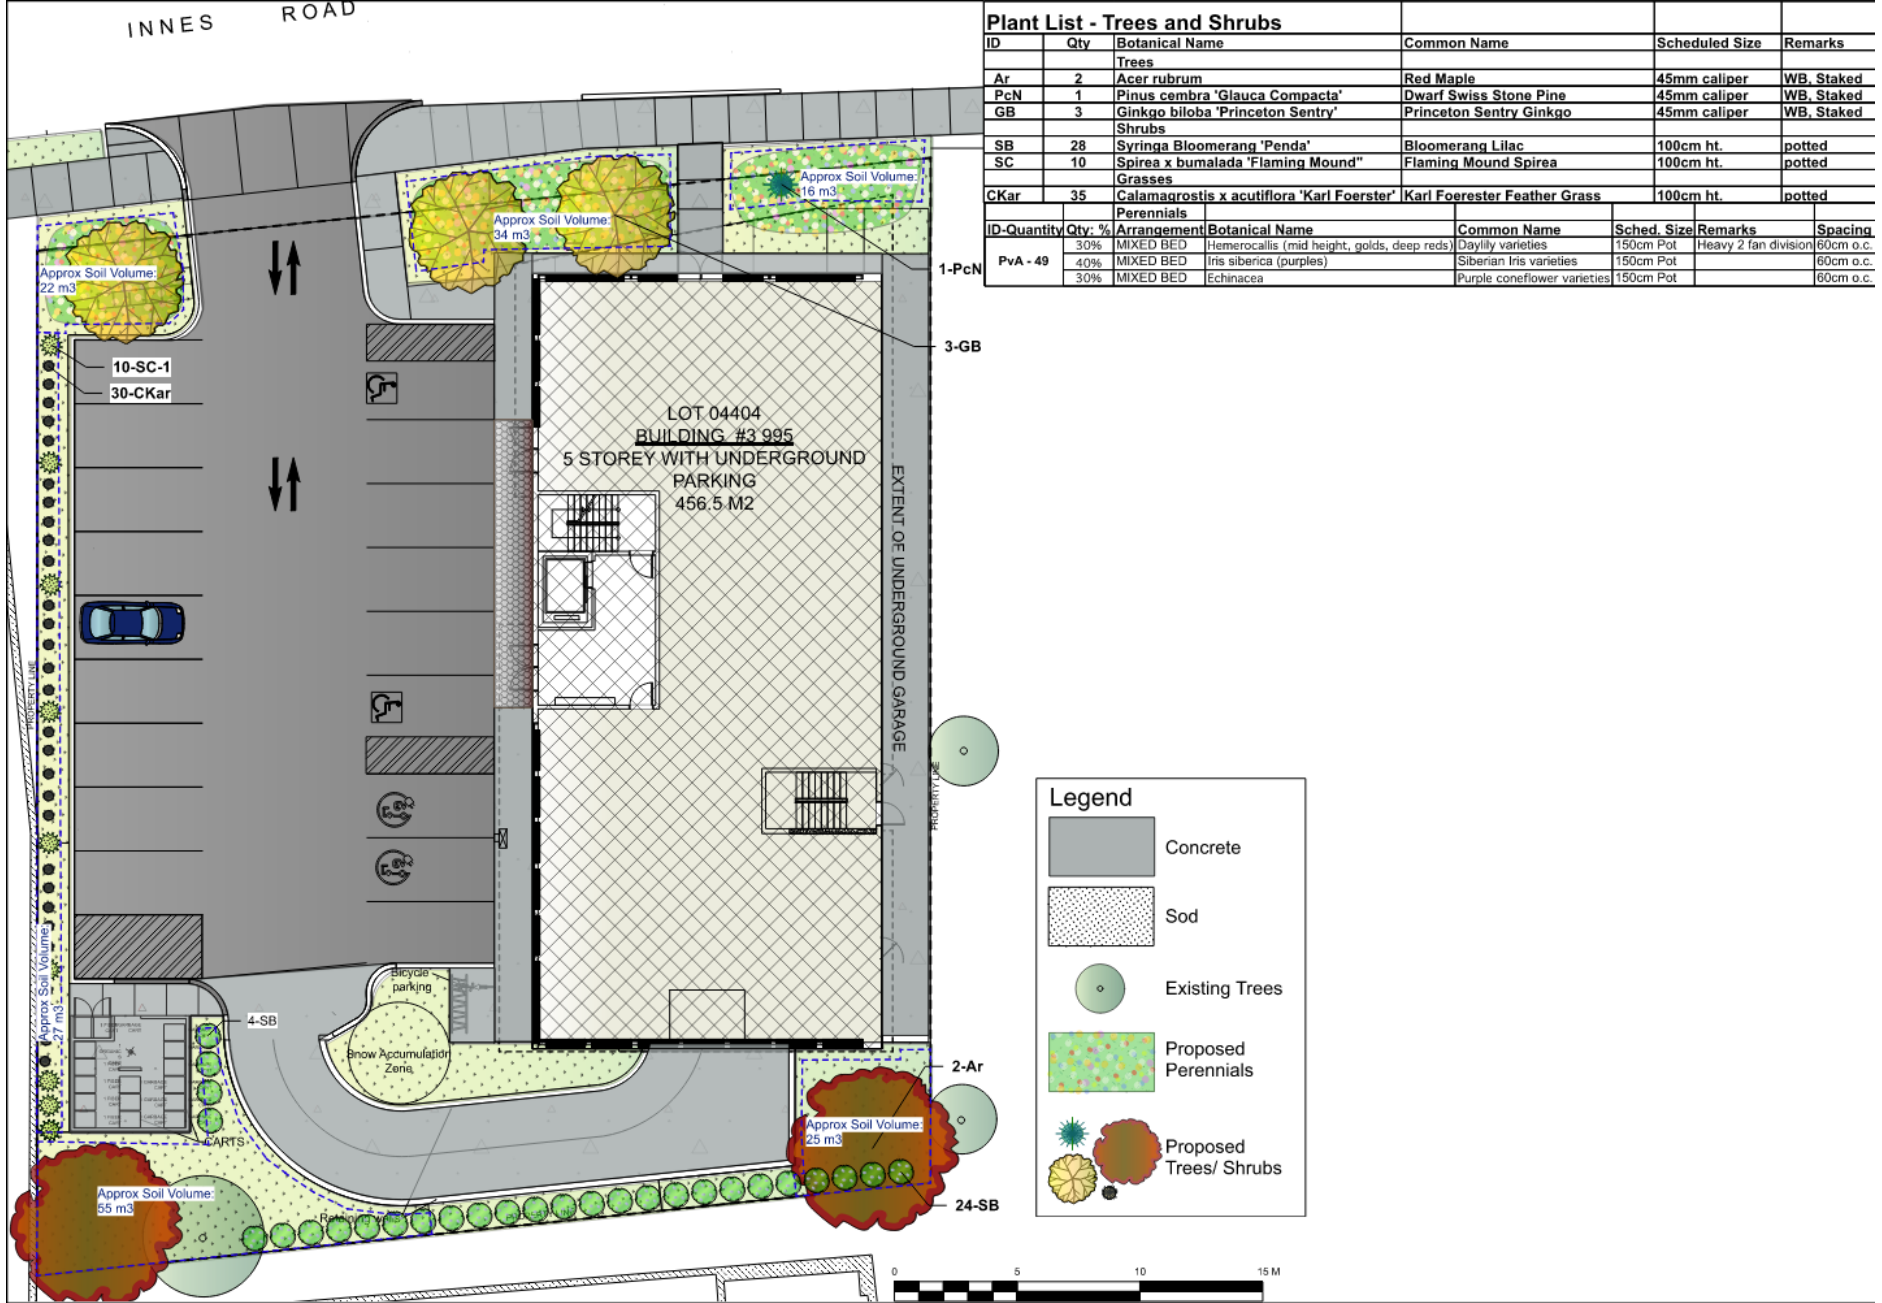 INNES ROAD
Plant List - Trees and Shrubs
ID Qty Botanical Name Common Name Scheduled Size Remarks
Trees
Ar 2 Acer rubrum Red Maple 45mm caliper WB, Staked
PcN 1 Pinus cembra 'Glauca Compacta' Dwarf Swiss Stone Pine 45mm caliper WB, Staked
GB 3 Ginkgo biloba 'Princeton Sentry' Princeton Sentry Ginkgo 45mm caliper WB, Staked
Shrubs
SB 28 Syringa Bloomerang 'Penda' Bloomerang Lilac 100cm ht. potted
SC 10 Spirea x bumalada 'Flaming Mound" Flaming Mound Spirea 100cm ht. potted
Grasses
CKar 35 Calamagrostis x acutiflora 'Karl Foerster' Karl Foerester Feather Grass 100cm ht. potted
Perennials
ID-Quantity Qty: % Arrangement Botanical Name Common Name Sched. Size Remarks Spacing
30% MIXED BED Hemerocallis (mid height, golds, deep reds) Daylily varieties 150cm Pot Heavy 2 fan division 60cm o.c.
PvA - 49
40% MIXED BED Iris siberica (purples) Siberian Iris varieties 150cm Pot 60cm o.c.
30% MIXED BED Echinacea Purple coneflower varieties 150cm Pot 60cm o.c.
Approx Soil Volume:
16 m3
Approx Soil Volume:
34 m3
Approx Soil Volume:
22 m3
1-PcN
3-GB
10-SC-1
30-CKar
LOT 04404
BUILDING #3 995
5 STOREY WITH UNDERGROUND
PARKING
456.5 M2
EXTENT OF UNDERGROUND GARAGE
PROPERTY LINE
PROPERTY LINE
Approx Soil Volume:
27 m3
Bicycle
parking
4-SB
Snow Accumulation
Zone
CARTS
2-Ar
Approx Soil Volume:
25 m3
Approx Soil Volume:
55 m3
24-SB
PROPERTY LINE
Legend
Concrete
Sod
Existing Trees
Proposed
Perennials
Proposed
Trees/ Shrubs
0 5 10 15 M